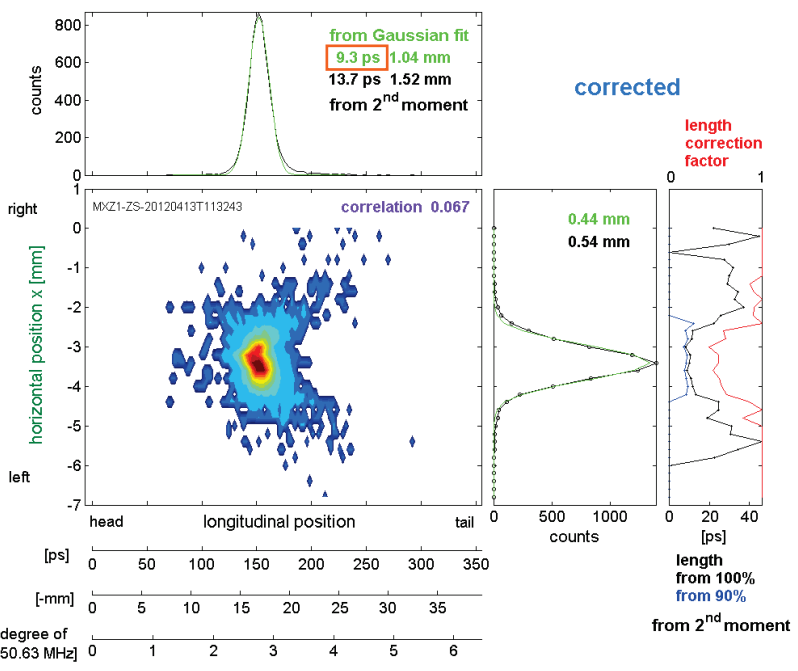 800
600
400
200
0
counts
from Gaussian fit
9.3 ps 1.04 mm
13.7 ps 1.52 mm
from 2nd moment
corrected
length
correction
factor
0 1
right
left
horizontal position x [mm]
1
0
-1
-2
-3
-4
-5
-6
-7
MXZ1-ZS-20120413T113243
correlation 0.067
0.44 mm
0.54 mm
0 500 1000
counts
0 20 40
[ps]
length
from 100%
from 90%
from 2nd moment
head longitudinal position tail
[ps] 0 50 100 150 200 250 300 350
[-mm] 0 5 10 15 20 25 30 35
degree of
50.63 MHz] 0 1 2 3 4 5 6